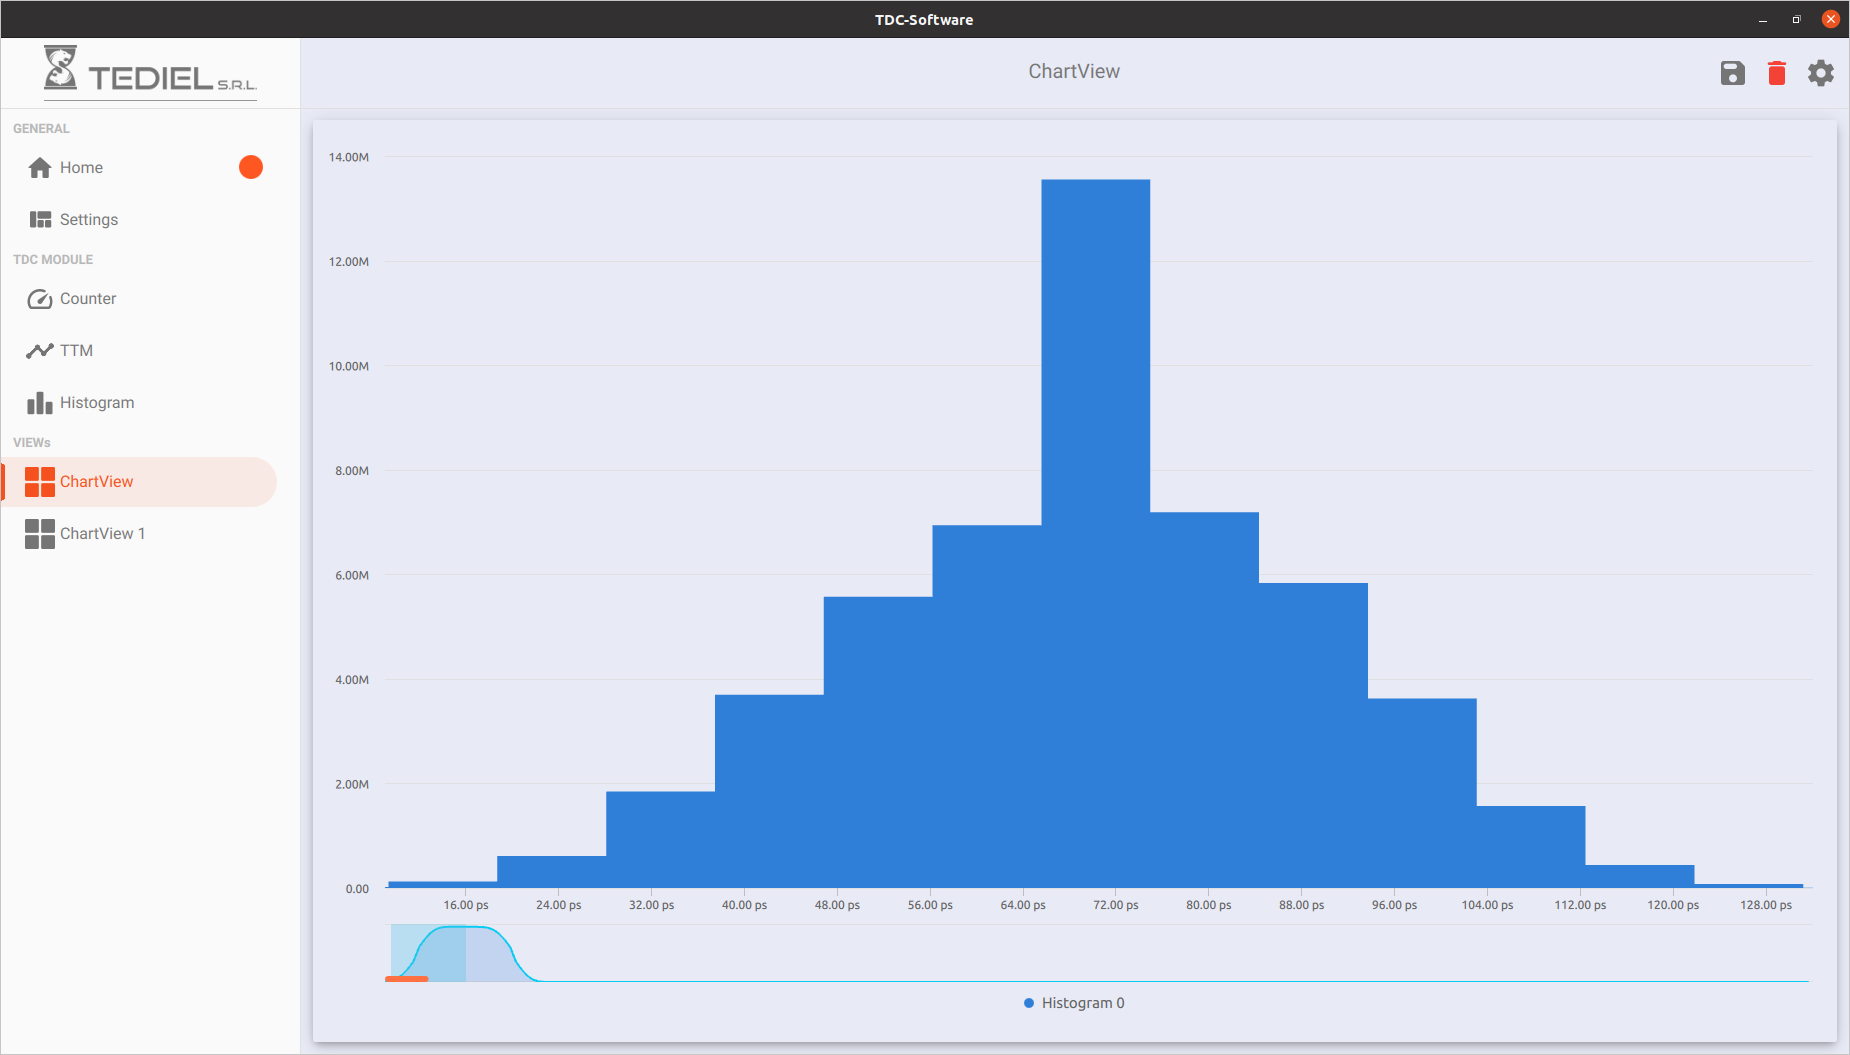 TDC-Software
TEDIEL S.R.L.
ChartView
GENERAL
Home
Settings
TDC MODULE
Counter
TTM
Histogram
VIEWs
ChartView
ChartView 1
14.00M
12.00M
10.00M
8.00M
6.00M
4.00M
2.00M
0.00
16.00 ps 24.00 ps 32.00 ps 40.00 ps 48.00 ps 56.00 ps 64.00 ps 72.00 ps 80.00 ps 88.00 ps 96.00 ps 104.00 ps 112.00 ps 120.00 ps 128.00 ps
Histogram 0